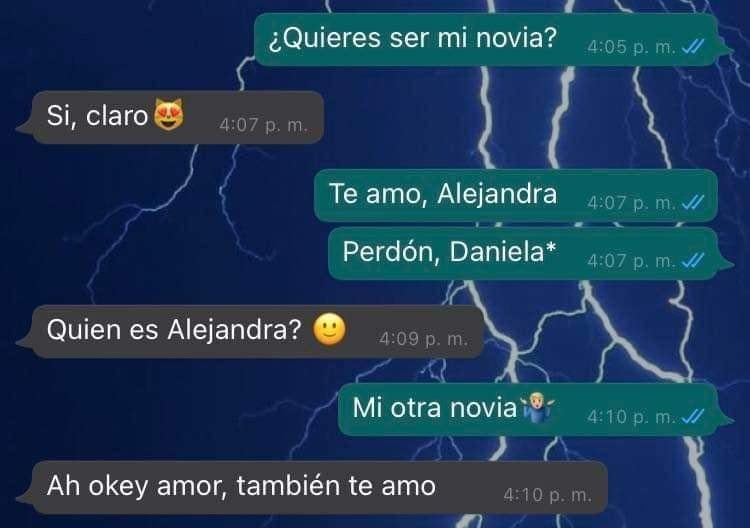 ¿Quieres ser mi novia? 4:05 p. m.
Si, claro😻 4:07 p. m.
Te amo, Alejandra 4:07 p. m.
Perdón, Daniela* 4:07 p. m.
Quien es Alejandra? 🙂 4:09 p. m.
Mi otra novia🤷🏼‍♂️ 4:10 p. m.
Ah okey amor, también te amo 4:10 p. m.